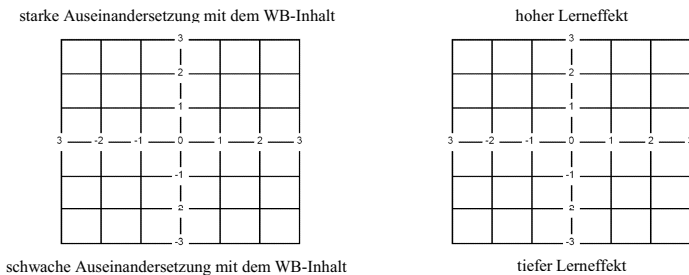 starke Auseinandersetzung mit dem WB-Inhalt
hoher Lerneffekt
3
3
2
2
1
1
3 -2 -1 0 1 2 3
3 -2 -1 0 1 2
-1
-1
2
-2
-3
-3
schwache Auseinandersetzung mit dem WB-Inhalt
tiefer Lerneffekt